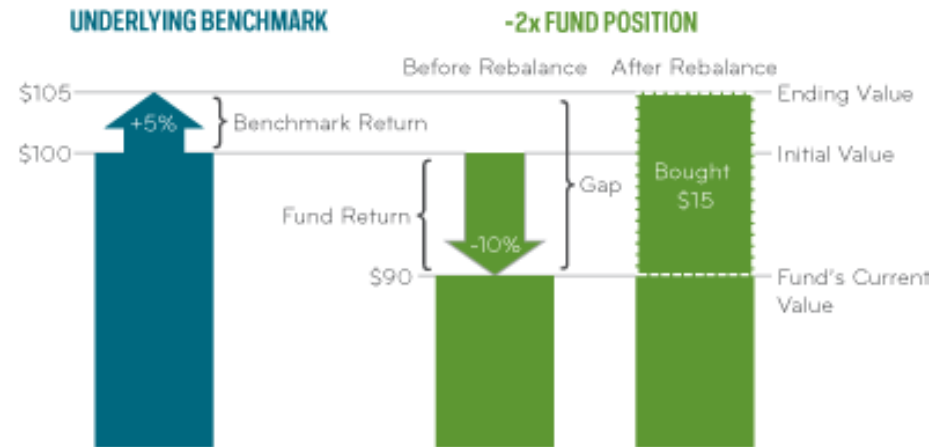 UNDERLYING BENCHMARK
-2x FUND POSITION
Before Rebalance
After Rebalance
$105
Ending Value
+5%
Benchmark Return
$100
Initial Value
Bought
$15
Gap
Fund Return
-10%
$90
Fund's Current
Value